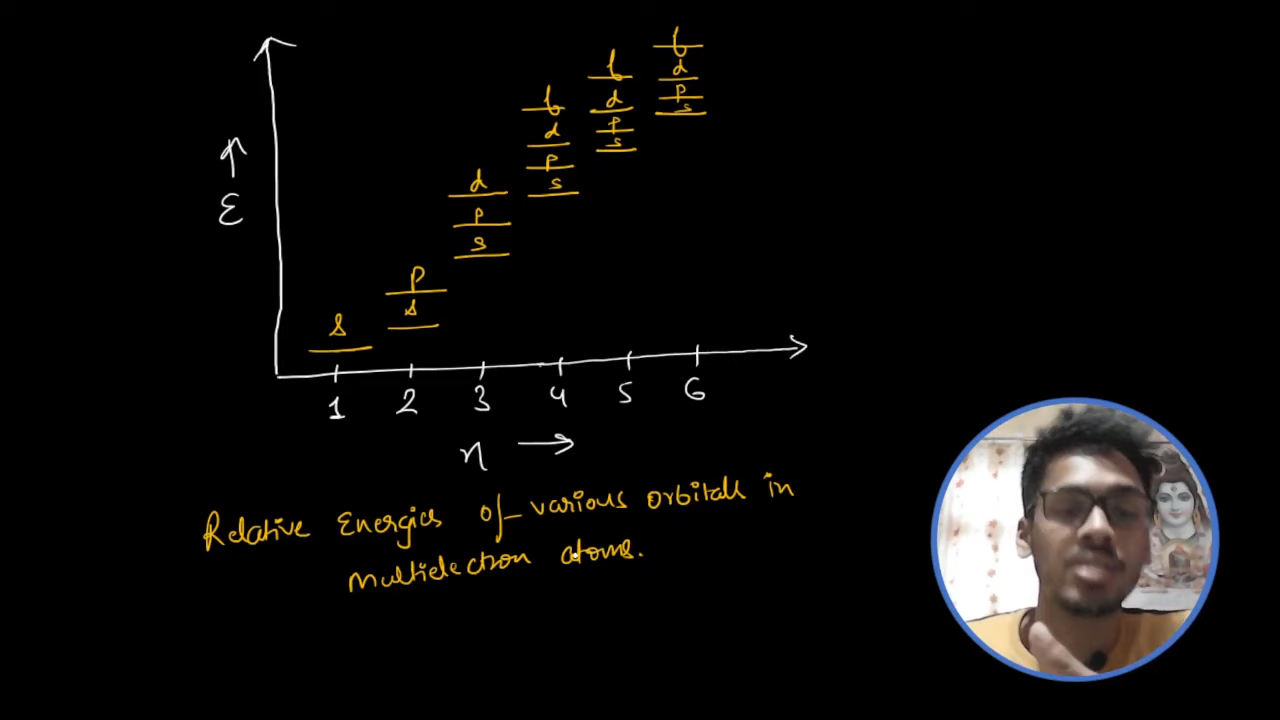 f
f
d
f
d
p
s
d
p
s
d
p
s
d
p
s
p
s
s
↑
E
1 2 3 4 5 6
n →
Relative Energies of various orbitals in
multielectron atoms.